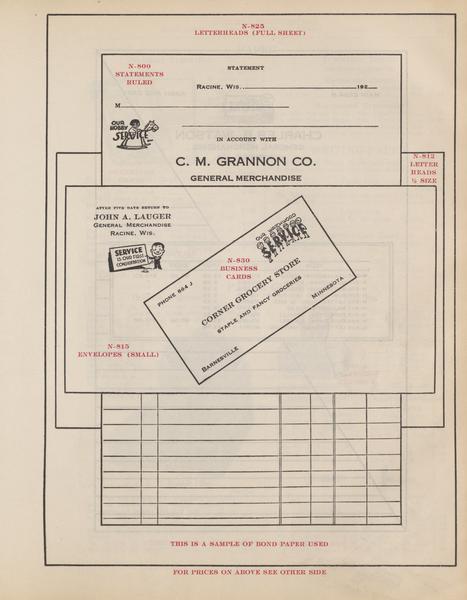 N-825
LETTERHEADS (FULL SHEET)
N-800
STATEMENTS
RULED
STATEMENT
RACINE, WIS. 192
M
OUR
HOBBY
SERVICE
IN ACCOUNT WITH
C. M. GRANNON CO.
GENERAL MERCHANDISE
N-812
LETTER
HEADS
½ SIZE
AFTER FIVE DAYS RETURN TO
JOHN A. LAUGER
GENERAL MERCHANDISE
RACINE, WIS.
SERVICE
IS OUR FIRST
CONSIDERATION
OUR WATCHWORD
SERVICE
N-830
BUSINESS
CARDS
PHONE 864 J
CORNER GROCERY STORE
STAPLE AND FANCY GROCERIES
BARNESVILLE MINNESOTA
N-815
ENVELOPES (SMALL)
THIS IS A SAMPLE OF BOND PAPER USED
FOR PRICES ON ABOVE SEE OTHER SIDE